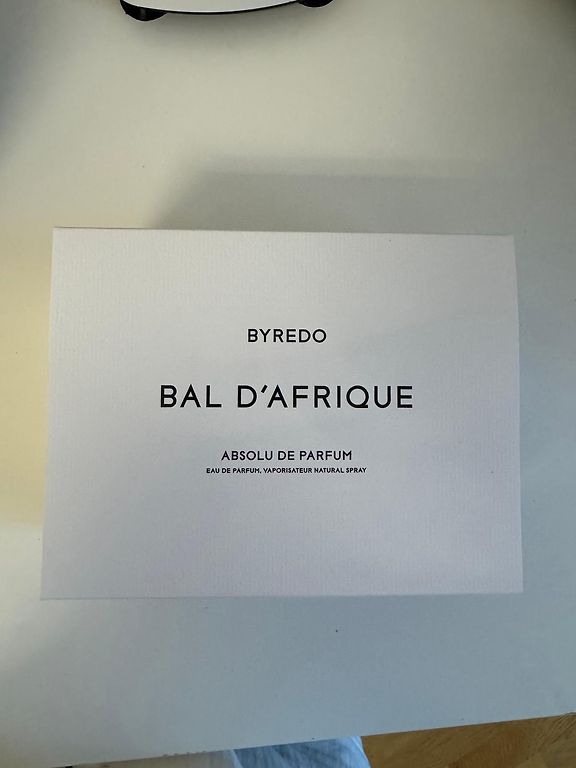 BYREDO
BAL D'AFRIQUE
ABSOLU DE PARFUM
EAU DE PARFUM, VAPORISATEUR NATURAL SPRAY